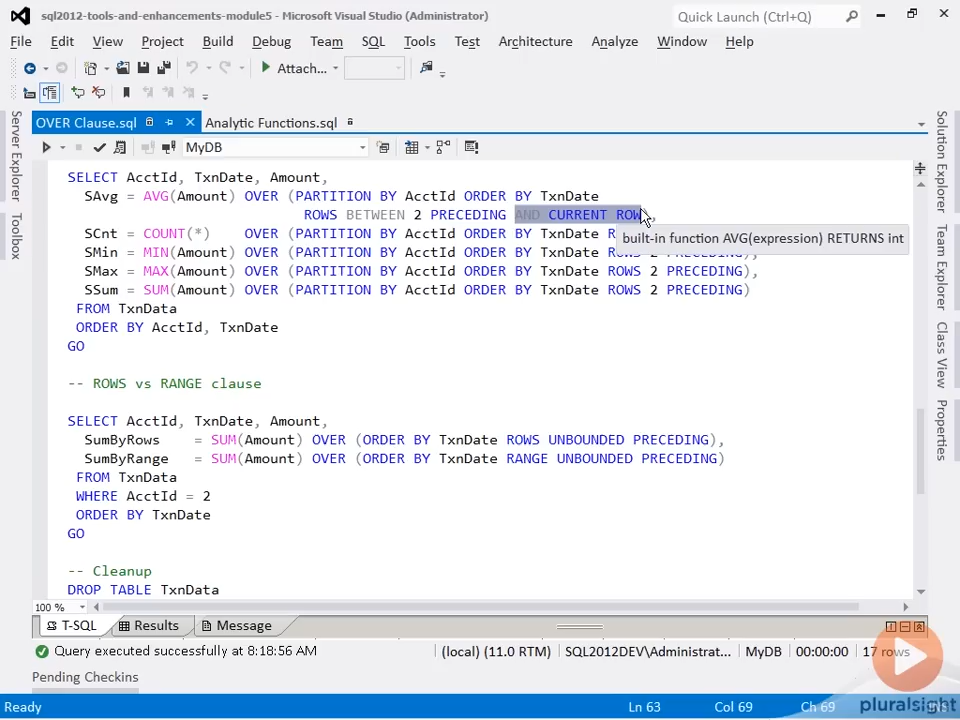 sql2012-tools-and-enhancements-module5 - Microsoft Visual Studio (Administrator)
Quick Launch (Ctrl+Q)
File Edit View Project Build Debug Team SQL Tools Test Architecture Analyze Window Help
Attach...
OVER Clause.sql Analytic Functions.sql
MyDB
Server Explorer
Toolbox
Solution Explorer
Team Explorer
Class View
Properties
SELECT AcctId, TxnDate, Amount,
SAvg = AVG(Amount) OVER (PARTITION BY AcctId ORDER BY TxnDate
ROWS BETWEEN 2 PRECEDING AND CURRENT ROW),
SCnt = COUNT(*) OVER (PARTITION BY AcctId ORDER BY TxnDate R
built-in function AVG(expression) RETURNS int
SMin = MIN(Amount) OVER (PARTITION BY AcctId ORDER BY TxnDate ROWS 2 PRECEDING),
SMax = MAX(Amount) OVER (PARTITION BY AcctId ORDER BY TxnDate ROWS 2 PRECEDING),
SSum = SUM(Amount) OVER (PARTITION BY AcctId ORDER BY TxnDate ROWS 2 PRECEDING)
FROM TxnData
ORDER BY AcctId, TxnDate
GO
-- ROWS vs RANGE clause
SELECT AcctId, TxnDate, Amount,
SumByRows = SUM(Amount) OVER (ORDER BY TxnDate ROWS UNBOUNDED PRECEDING),
SumByRange = SUM(Amount) OVER (ORDER BY TxnDate RANGE UNBOUNDED PRECEDING)
FROM TxnData
WHERE AcctId = 2
ORDER BY TxnDate
GO
-- Cleanup
DROP TABLE TxnData
100 %
T-SQL Results Message
Query executed successfully at 8:18:56 AM (local) (11.0 RTM) SQL2012DEV\Administrat... MyDB 00:00:00 17 rows
Pending Checkins
Ready Ln 63 Col 69 Ch 69
pluralsight